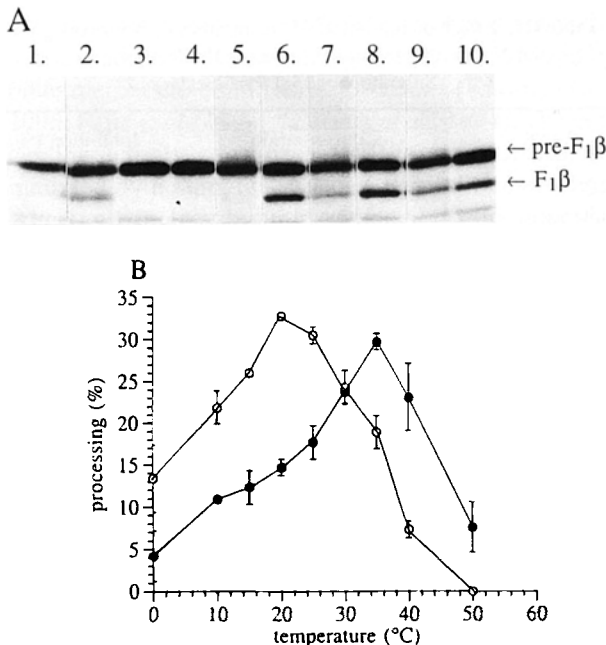 A
1. 2. 3. 4. 5. 6. 7. 8. 9. 10.
← pre-F₁β
← F₁β
B
35
30
25
20
15
10
5
0
processing (%)
0 10 20 30 40 50 60
temperature (°C)